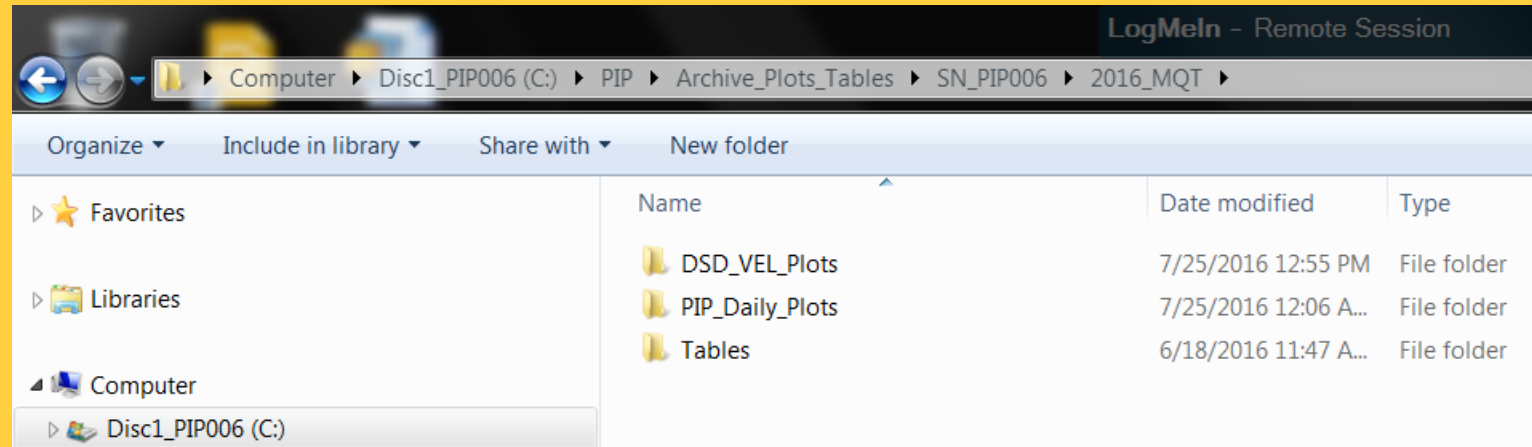 LogMeIn - Remote Session
Computer Disc1_PIP006 (C:) PIP Archive_Plots_Tables SN_PIP006 2016_MQT
Organize Include in library Share with New folder
Favorites
Libraries
Computer
Disc1_PIP006 (C:)
Name Date modified Type
DSD_VEL_Plots 7/25/2016 12:55 PM File folder
PIP_Daily_Plots 7/25/2016 12:06 A... File folder
Tables 6/18/2016 11:47 A... File folder